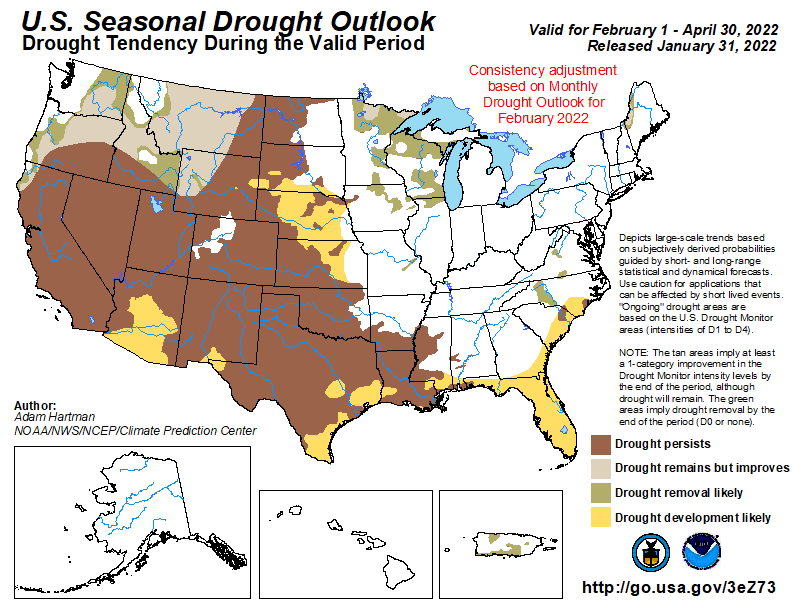 U.S. Seasonal Drought Outlook
Drought Tendency During the Valid Period
Valid for February 1 - April 30, 2022
Released January 31, 2022
Consistency adjustment
based on Monthly
Drought Outlook for
February 2022
Depicts large-scale trends based
on subjectively derived probabilities
guided by short- and long-range
statistical and dynamical forecasts.
Use caution for applications that
can be affected by short lived events.
"Ongoing" drought areas are
based on the U.S. Drought Monitor
areas (intensities of D1 to D4).
NOTE: The tan areas imply at least
a 1-category improvement in the
Drought Monitor intensity levels by
the end of the period, although
drought will remain. The green
areas imply drought removal by the
end of the period (D0 or none).
Author:
Adam Hartman
NOAA/NWS/NCEP/Climate Prediction Center
Drought persists
Drought remains but improves
Drought removal likely
Drought development likely
http://go.usa.gov/3eZ73